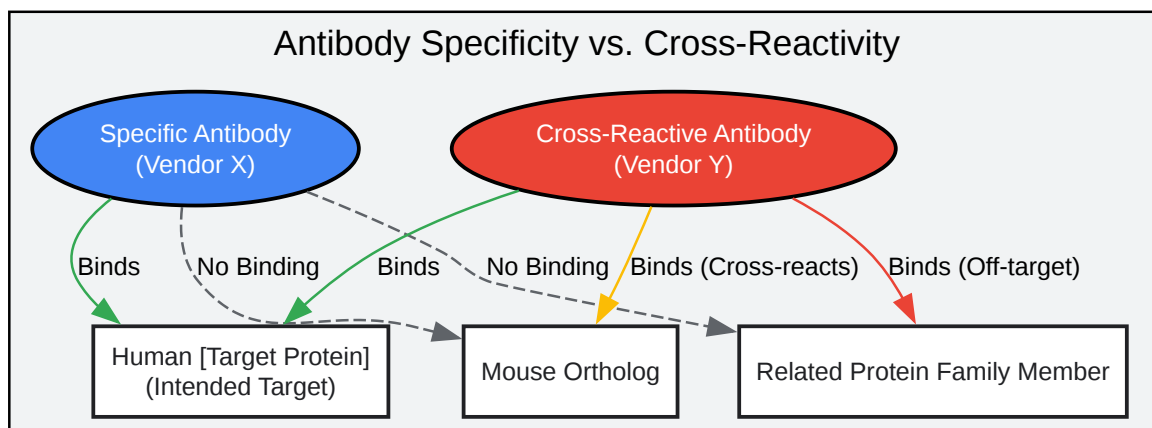 Antibody Specificity vs. Cross-Reactivity
Specific Antibody
(Vendor X)
Cross-Reactive Antibody
(Vendor Y)
Binds
No Binding
Binds
No Binding
Binds (Cross-reacts)
Binds (Off-target)
Human [Target Protein]
(Intended Target)
Mouse Ortholog
Related Protein Family Member